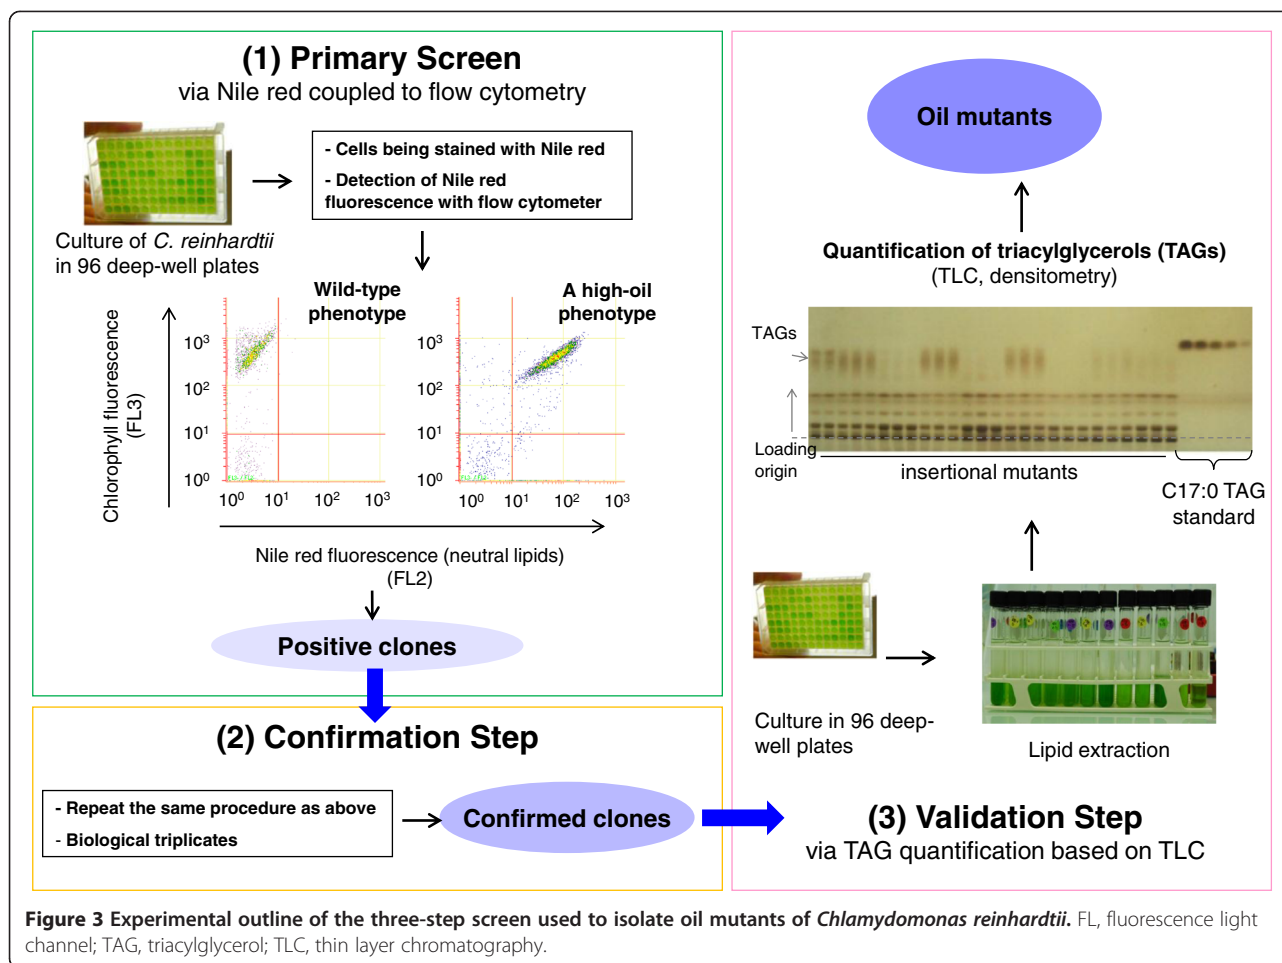 (1) Primary Screen
via Nile red coupled to flow cytometry
- Cells being stained with Nile red
- Detection of Nile red
fluorescence with flow cytometer
Culture of C. reinhardtii
in 96 deep-well plates
Wild-type
phenotype
A high-oil
phenotype
Chlorophyll fluorescence
(FL3)
10³
10²
10¹
10⁰
10⁰ 10¹ 10² 10³
10³
10²
10¹
10⁰
10⁰ 10¹ 10² 10³
Nile red fluorescence (neutral lipids)
(FL2)
Positive clones
(2) Confirmation Step
- Repeat the same procedure as above
- Biological triplicates
Confirmed clones
Oil mutants
Quantification of triacylglycerols (TAGs)
(TLC, densitometry)
TAGs
Loading
origin
insertional mutants
C17:0 TAG
standard
Culture in 96 deep-
well plates
Lipid extraction
(3) Validation Step
via TAG quantification based on TLC
Figure 3 Experimental outline of the three-step screen used to isolate oil mutants of Chlamydomonas reinhardtii. FL, fluorescence light
channel; TAG, triacylglycerol; TLC, thin layer chromatography.